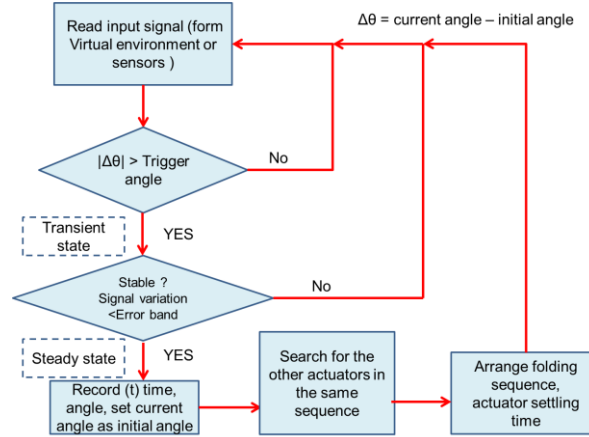 Read input signal (form
Virtual environment or
sensors )
Δθ = current angle – initial angle
|Δθ| > Trigger
angle
No
Transient
state
YES
Stable ?
Signal variation
<Error band
No
Steady state
YES
Record (t) time,
angle, set current
angle as initial angle
Search for the
other actuators in
the same
sequence
Arrange folding
sequence,
actuator settling
time